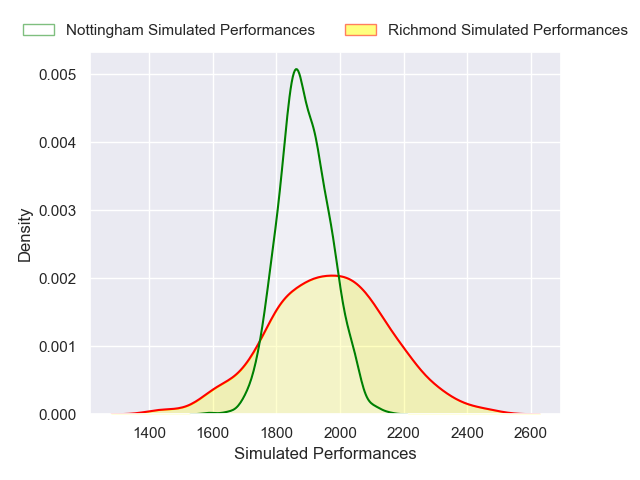 Nottingham Simulated Performances Richmond Simulated Performances
0.005
0.004
0.003
0.002
0.001
0.000
Density
1400 1600 1800 2000 2200 2400 2600
Simulated Performances